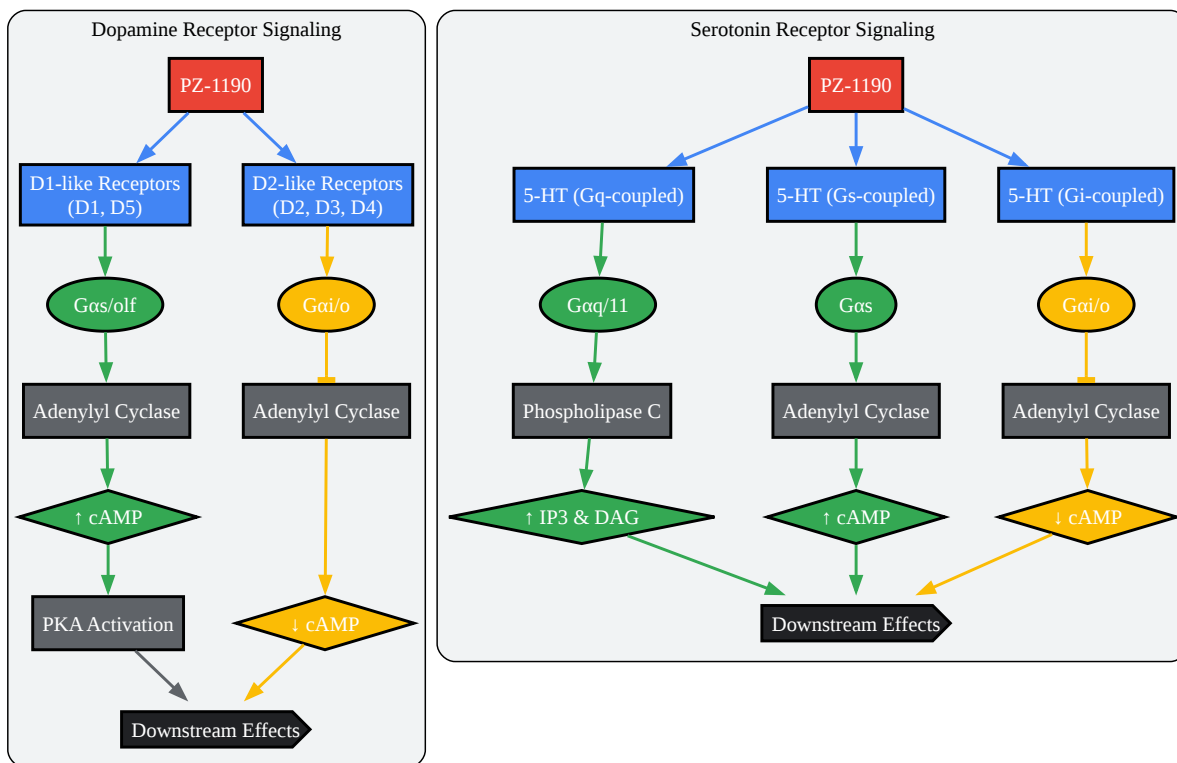 Dopamine Receptor Signaling
PZ-1190
D1-like Receptors
(D1, D5)
D2-like Receptors
(D2, D3, D4)
Gαs/olf
Gαi/o
Adenylyl Cyclase
Adenylyl Cyclase
↑ cAMP
PKA Activation
↓ cAMP
Downstream Effects
Serotonin Receptor Signaling
PZ-1190
5-HT (Gq-coupled)
5-HT (Gs-coupled)
5-HT (Gi-coupled)
Gαq/11
Gαs
Gαi/o
Phospholipase C
Adenylyl Cyclase
Adenylyl Cyclase
↑ IP3 & DAG
↑ cAMP
↓ cAMP
Downstream Effects